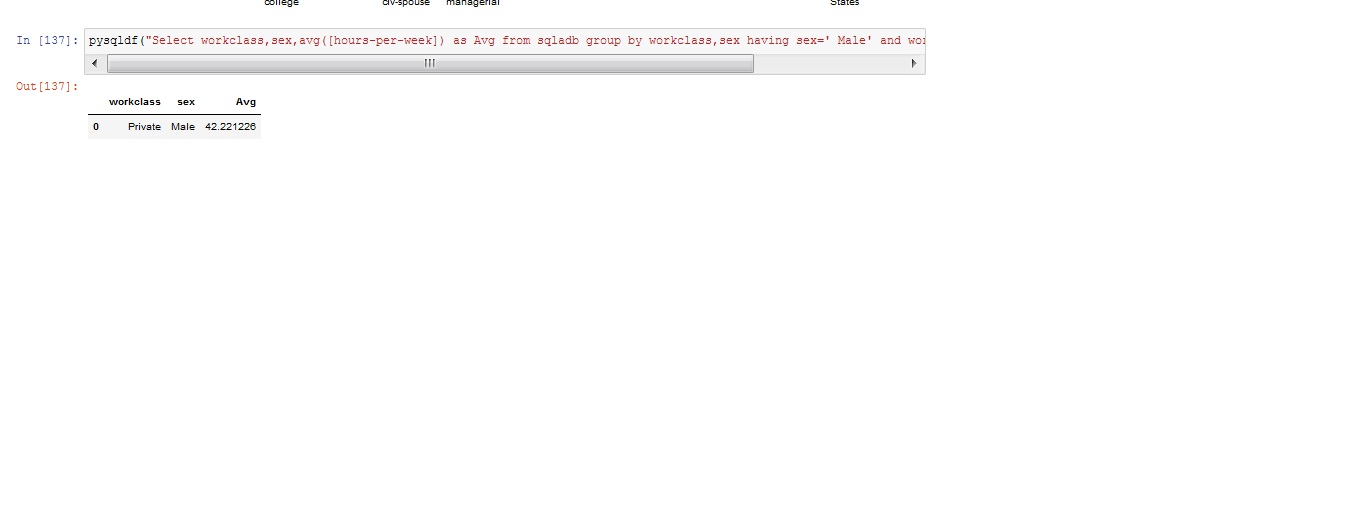 college civ-spouse managerial States
In [137]: pysqldf("Select workclass,sex,avg([hours-per-week]) as Avg from sqladb group by workclass,sex having sex=' Male' and
Out[137]:
workclass sex Avg
0 Private Male 42.221226